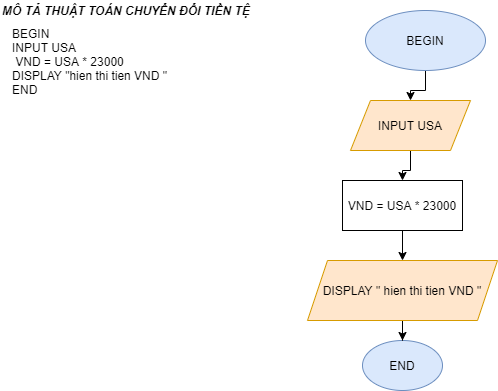 MÔ TẢ THUẬT TOÁN CHUYỂN ĐỔI TIỀN TỆ
BEGIN
INPUT USA
VND = USA * 23000
DISPLAY "hien thi tien VND "
END
BEGIN
INPUT USA
VND = USA * 23000
DISPLAY " hien thi tien VND "
END